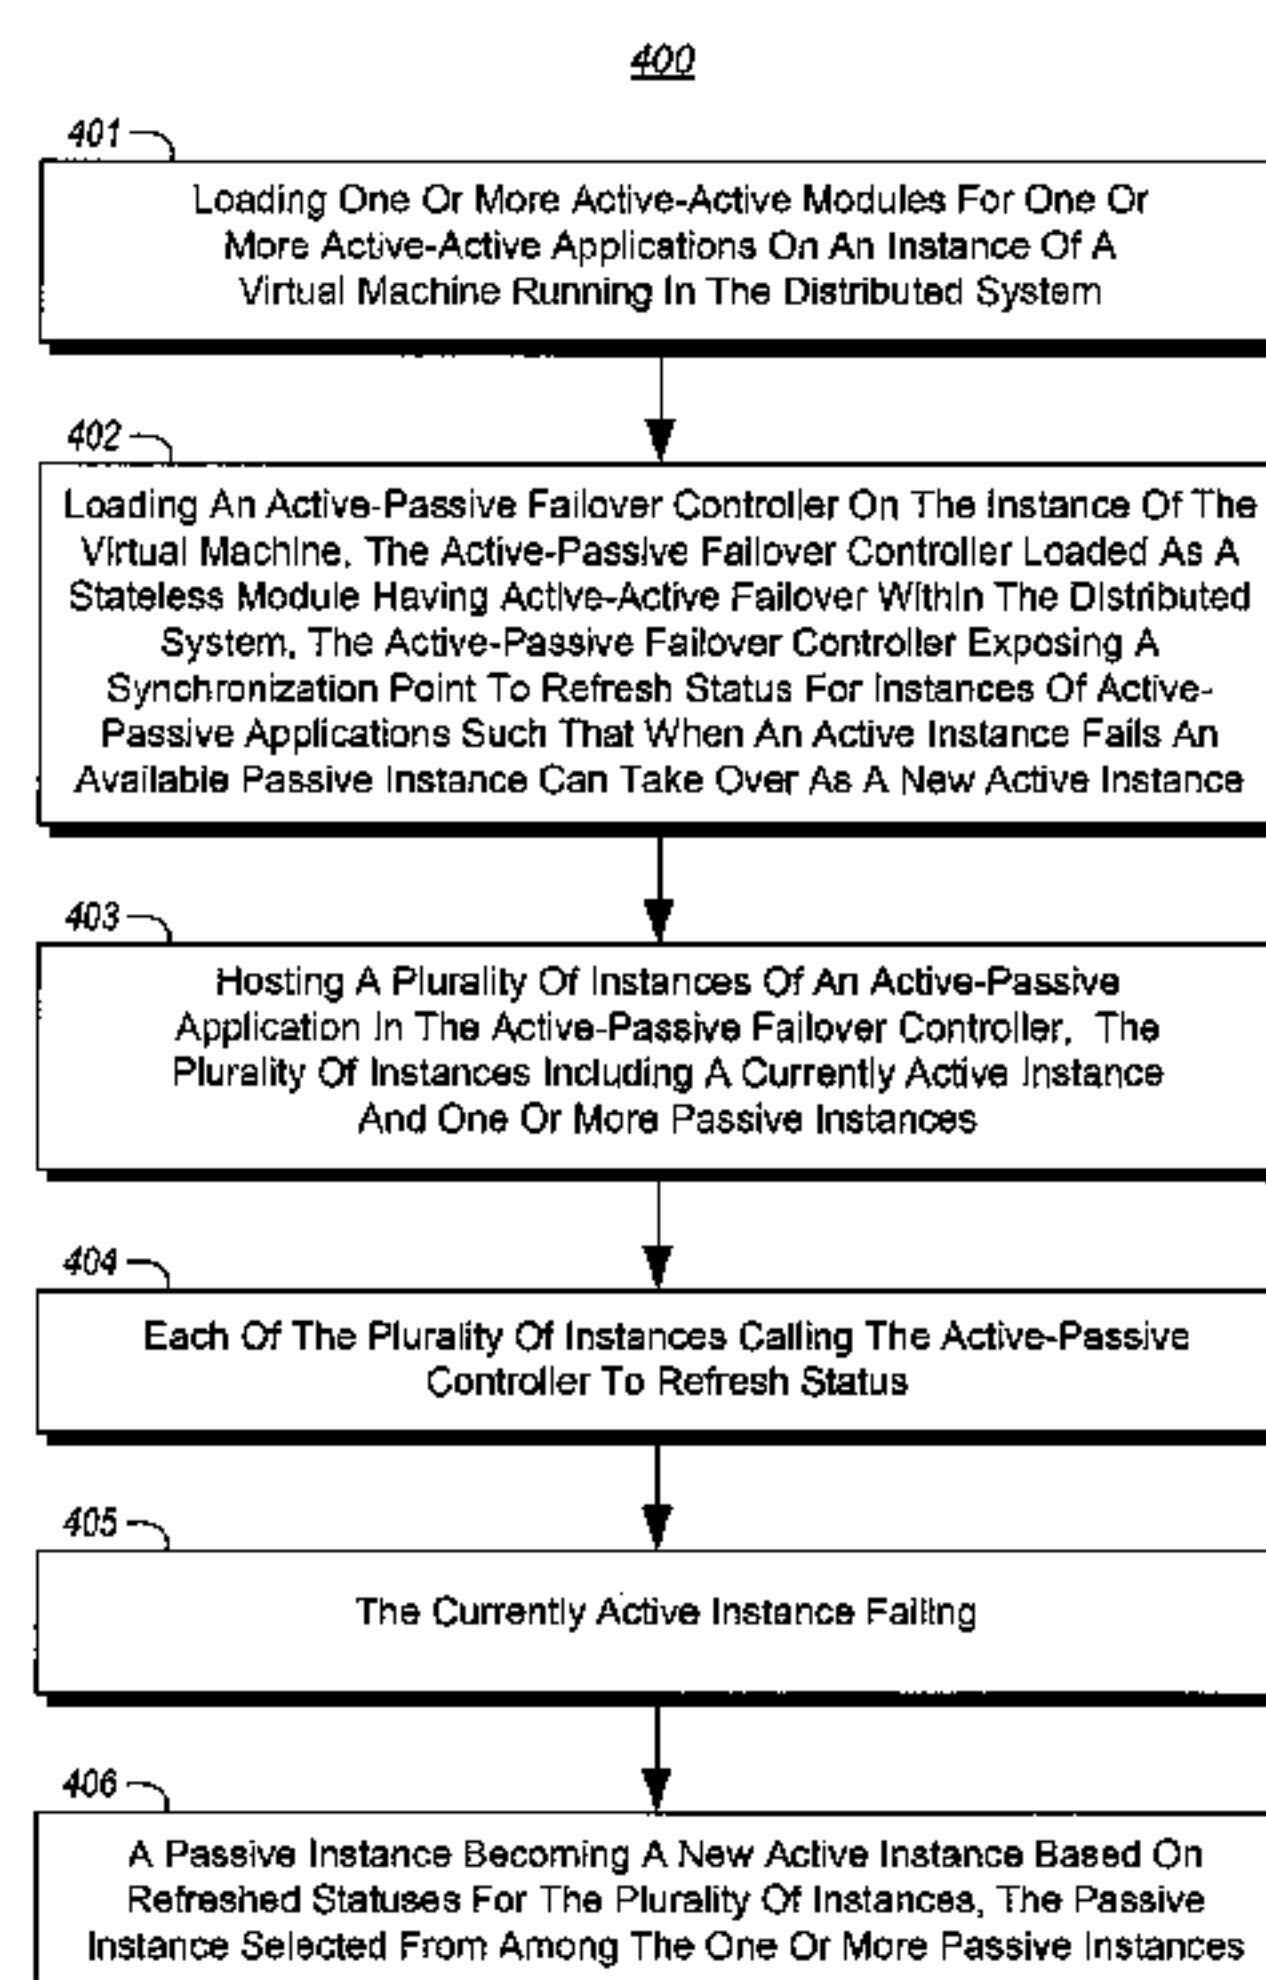 400
401
Loading One Or More Active-Active Modules For One Or
More Active-Active Applications On An Instance Of A
Virtual Machine Running In The Distributed System
402
Loading An Active-Passive Failover Controller On The Instance Of The
Virtual Machine, The Active-Passive Failover Controller Loaded As A
Stateless Module Having Active-Active Failover Within The Distributed
System, The Active-Passive Failover Controller Exposing A
Synchronization Point To Refresh Status For Instances Of Active-
Passive Applications Such That When An Active Instance Fails An
Available Passive Instance Can Take Over As A New Active Instance
403
Hosting A Plurality Of Instances Of An Active-Passive
Application In The Active-Passive Failover Controller, The
Plurality Of Instances Including A Currently Active Instance
And One Or More Passive Instances
404
Each Of The Plurality Of Instances Calling The Active-Passive
Controller To Refresh Status
405
The Currently Active Instance Failing
406
A Passive Instance Becoming A New Active Instance Based On
Refreshed Statuses For The Plurality Of Instances, The Passive
Instance Selected From Among The One Or More Passive Instances